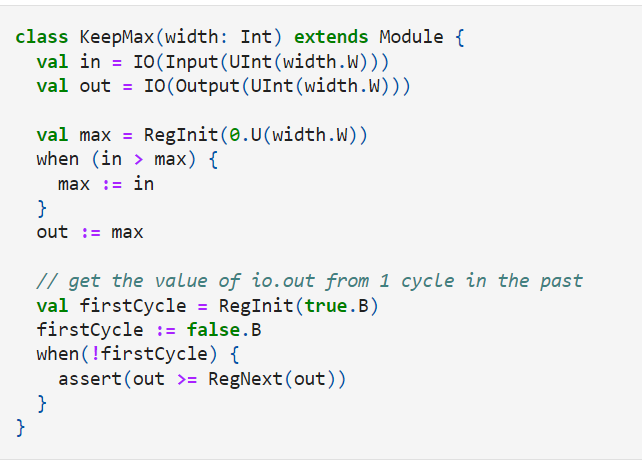 class KeepMax(width: Int) extends Module {
  val in = IO(Input(UInt(width.W)))
  val out = IO(Output(UInt(width.W)))

  val max = RegInit(0.U(width.W))
  when (in > max) {
    max := in
  }
  out := max

  // get the value of io.out from 1 cycle in the past
  val firstCycle = RegInit(true.B)
  firstCycle := false.B
  when(!firstCycle) {
    assert(out >= RegNext(out))
  }
}